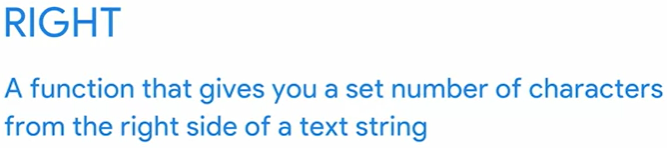 RIGHT
A function that gives you a set number of characters
from the right side of a text string